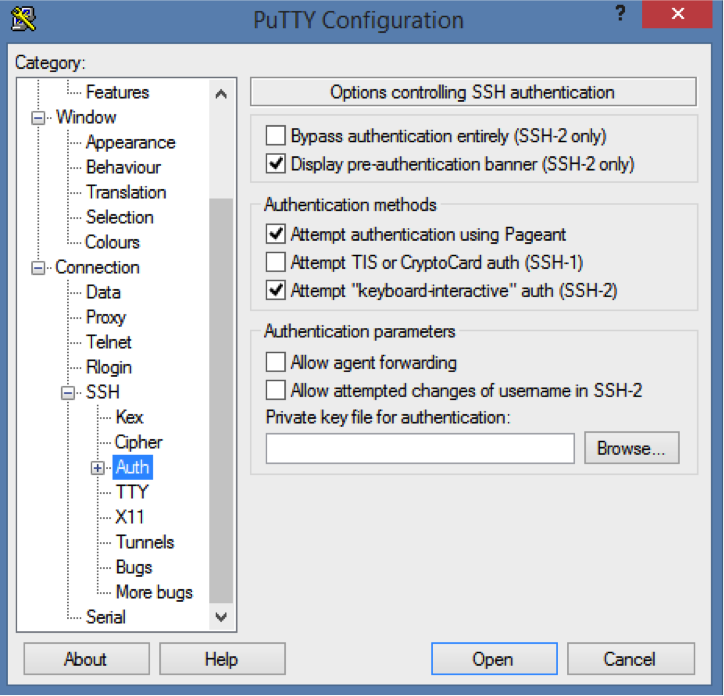 PuTTY Configuration
?
Category:
Features
Window
Appearance
Behaviour
Translation
Selection
Colours
Connection
Data
Proxy
Telnet
Rlogin
SSH
Kex
Cipher
Auth
TTY
X11
Tunnels
Bugs
More bugs
Serial
Options controlling SSH authentication
Bypass authentication entirely (SSH-2 only)
Display pre-authentication banner (SSH-2 only)
Authentication methods
Attempt authentication using Pageant
Attempt TIS or CryptoCard auth (SSH-1)
Attempt "keyboard-interactive" auth (SSH-2)
Authentication parameters
Allow agent forwarding
Allow attempted changes of username in SSH-2
Private key file for authentication:
Browse...
About
Help
Open
Cancel